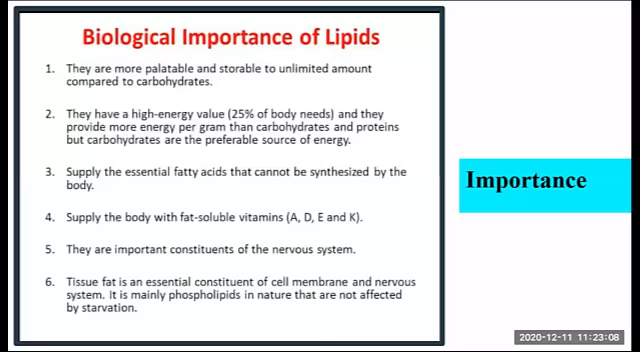 Biological Importance of Lipids
1. They are more palatable and storable to unlimited amount
compared to carbohydrates.
2. They have a high-energy value (25% of body needs) and they
provide more energy per gram than carbohydrates and proteins
but carbohydrates are the preferable source of energy.
3. Supply the essential fatty acids that cannot be synthesized by the
body.
4. Supply the body with fat-soluble vitamins (A, D, E and K).
5. They are important constituents of the nervous system.
6. Tissue fat is an essential constituent of cell membrane and nervous
system. It is mainly phospholipids in nature that are not affected
by starvation.
Importance
2020-12-11 11:23:08